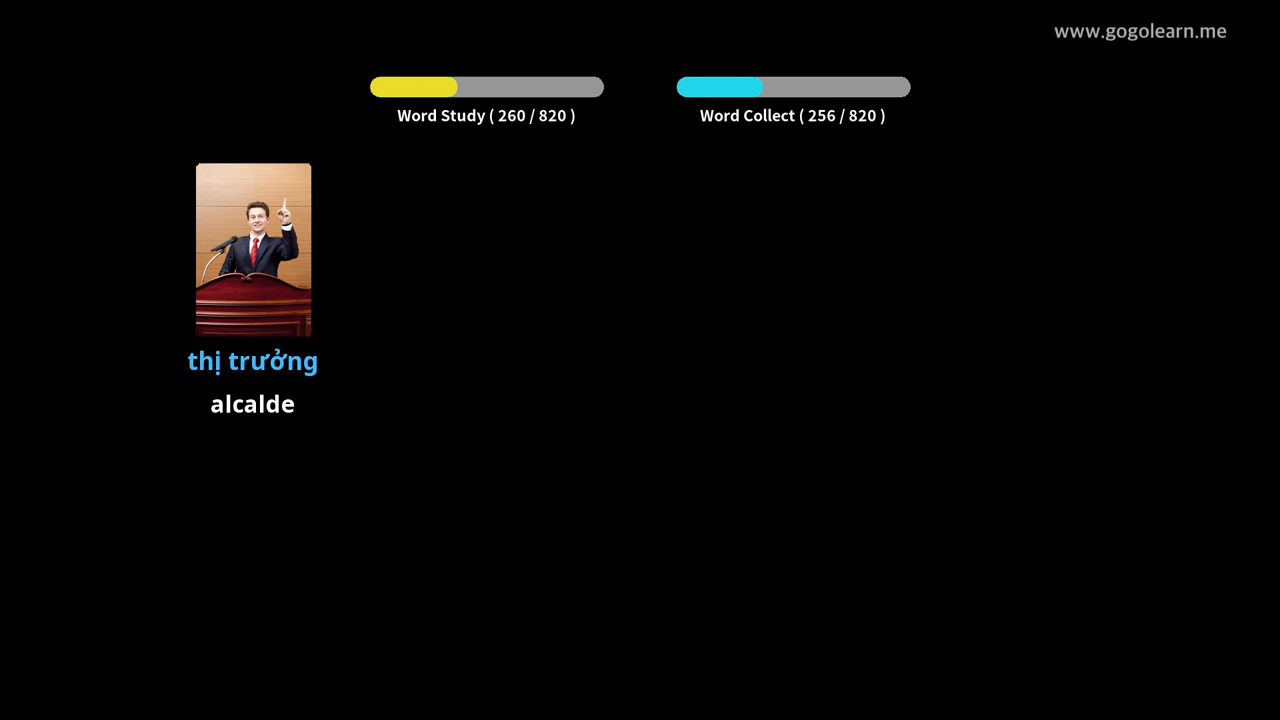 www.gogolearn.me
Word Study ( 260 / 820 )
Word Collect ( 256 / 820 )
thị trưởng
alcalde